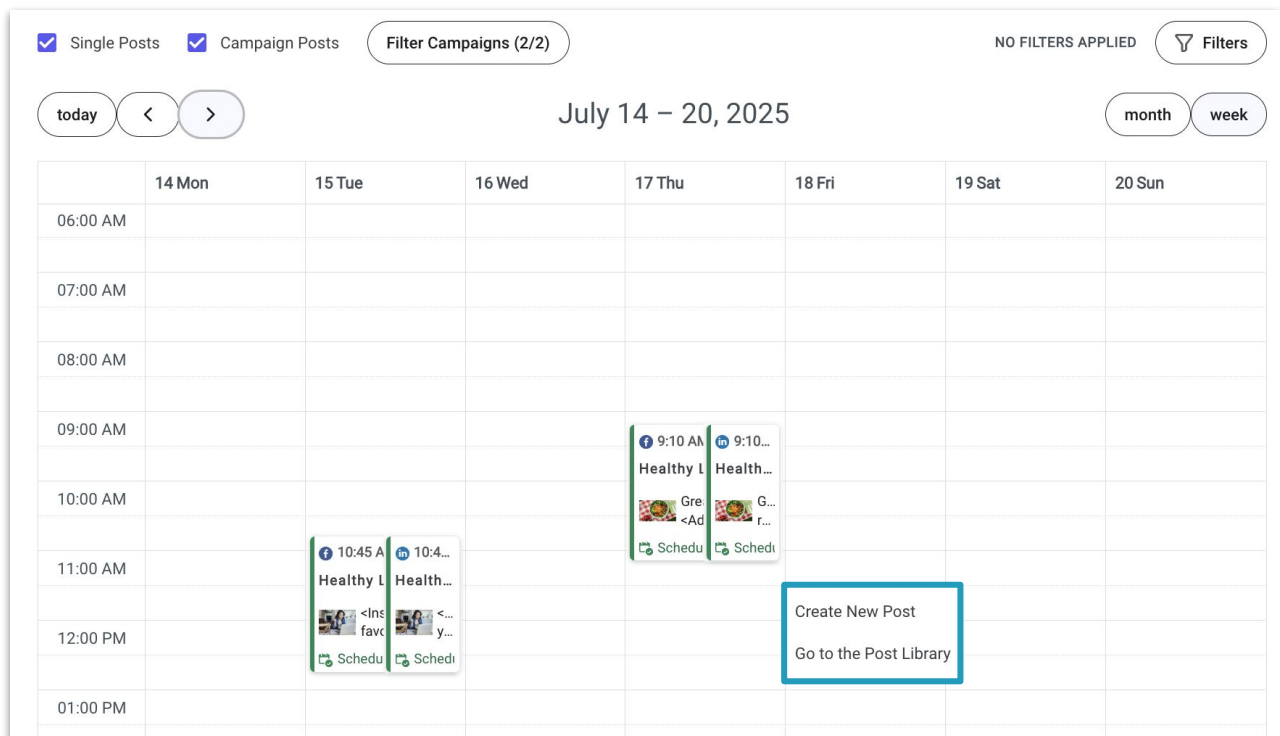 Single Posts Campaign Posts Filter Campaigns (2/2) NO FILTERS APPLIED Filters
today July 14 – 20, 2025 month week
14 Mon 15 Tue 16 Wed 17 Thu 18 Fri 19 Sat 20 Sun
06:00 AM
07:00 AM
08:00 AM
09:00 AM
9:10 AM 9:10...
Healthy L Health...
10:00 AM
Gre G...
<Ad r...
Schedu Schedu
10:45 A 10:4...
11:00 AM
Healthy L Health...
<Ins <...
favo y...
Create New Post
12:00 PM
Schedu Schedu
Go to the Post Library
01:00 PM